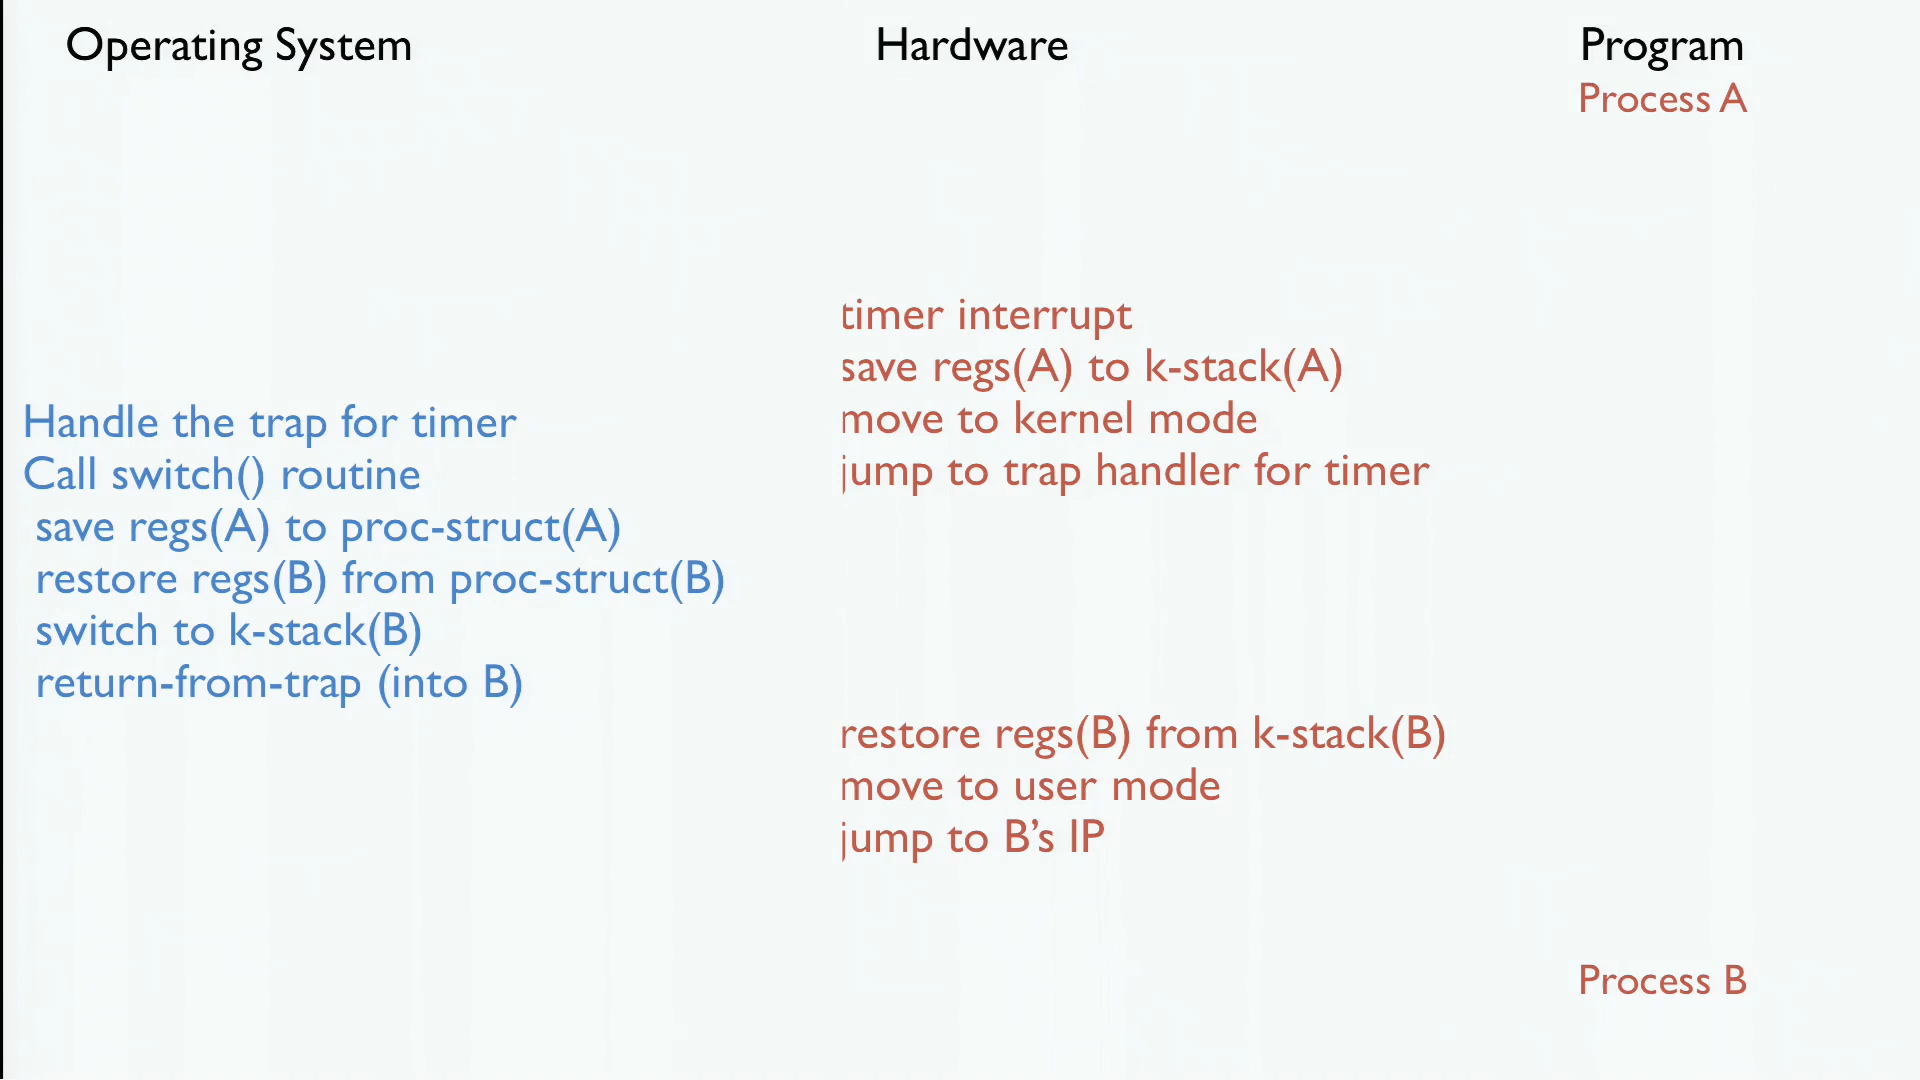 Operating System
Hardware
Program
Process A
timer interrupt
save regs(A) to k-stack(A)
move to kernel mode
jump to trap handler for timer
Handle the trap for timer
Call switch() routine
save regs(A) to proc-struct(A)
restore regs(B) from proc-struct(B)
switch to k-stack(B)
return-from-trap (into B)
restore regs(B) from k-stack(B)
move to user mode
jump to B’s IP
Process B